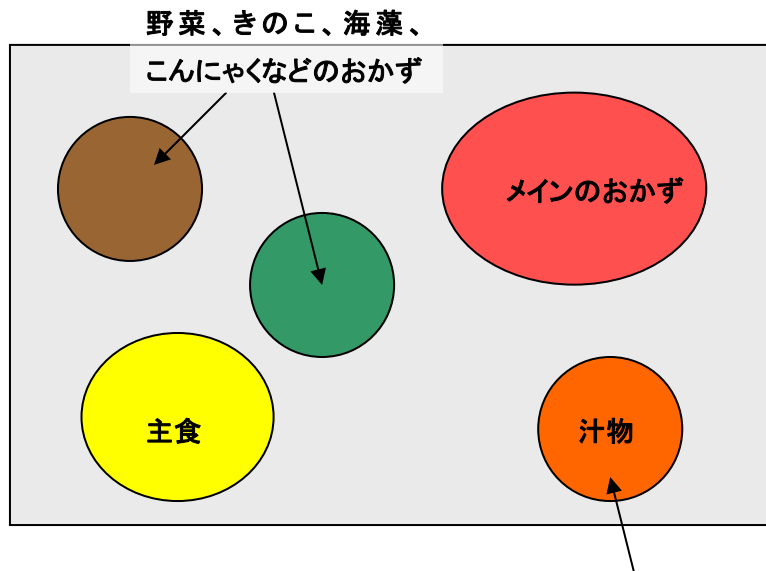 野菜、きのこ、海藻、
こんにゃくなどのおかず
メインのおかず
主食
汁物